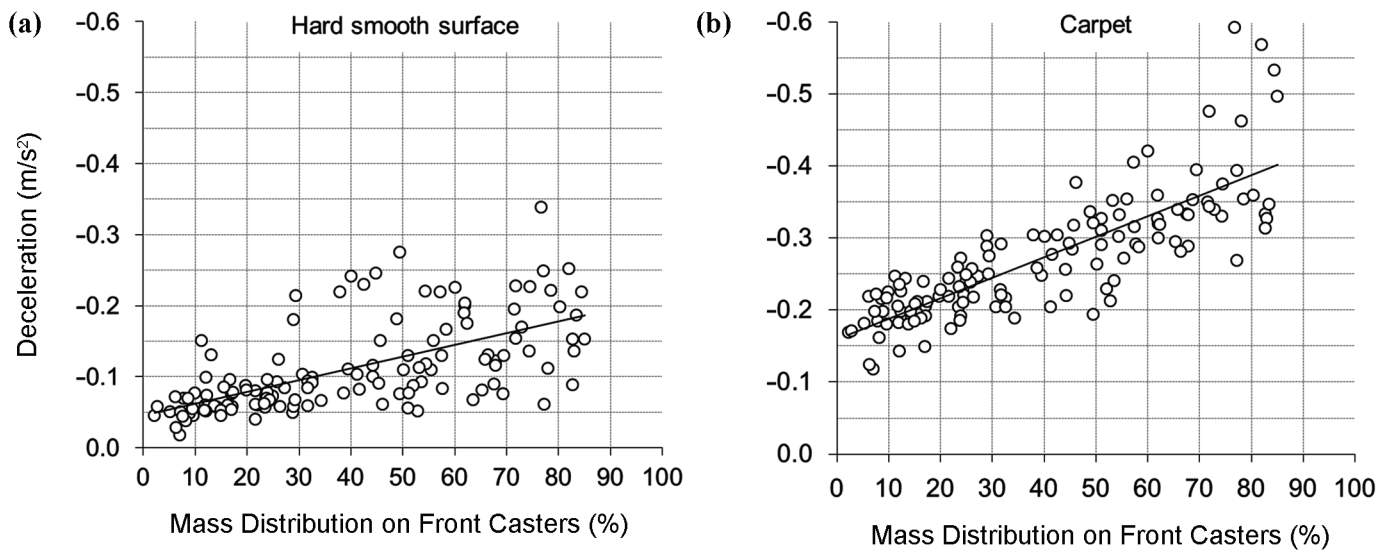 (a)
Hard smooth surface
Deceleration (m/s²)
−0.6
−0.5
−0.4
−0.3
−0.2
−0.1
0.0
0 10 20 30 40 50 60 70 80 90 100
Mass Distribution on Front Casters (%)
(b)
Carpet
−0.6
−0.5
−0.4
−0.3
−0.2
−0.1
0.0
0 10 20 30 40 50 60 70 80 90 100
Mass Distribution on Front Casters (%)